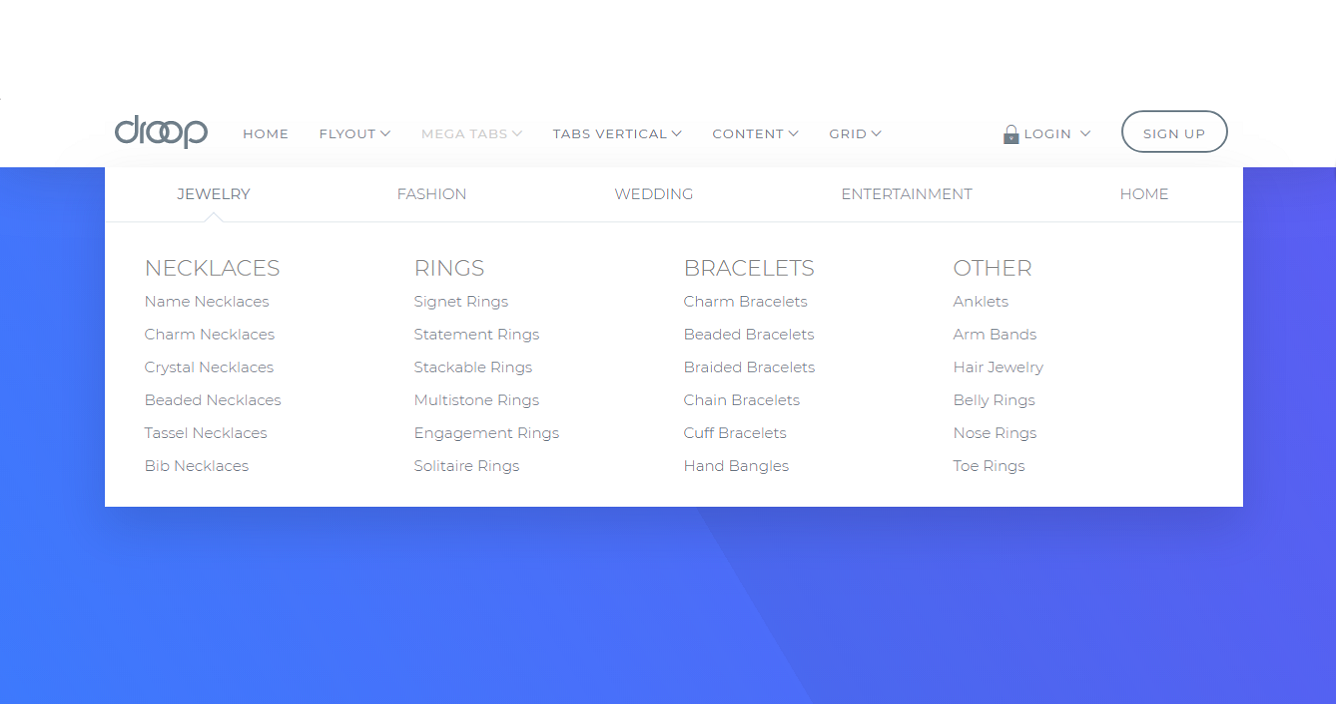 droop HOME FLYOUT MEGA TABS TABS VERTICAL CONTENT GRID LOGIN SIGN UP
JEWELRY FASHION WEDDING ENTERTAINMENT HOME
NECKLACES RINGS BRACELETS OTHER
Name Necklaces Signet Rings Charm Bracelets Anklets
Charm Necklaces Statement Rings Beaded Bracelets Arm Bands
Crystal Necklaces Stackable Rings Braided Bracelets Hair Jewelry
Beaded Necklaces Multistone Rings Chain Bracelets Belly Rings
Tassel Necklaces Engagement Rings Cuff Bracelets Nose Rings
Bib Necklaces Solitaire Rings Hand Bangles Toe Rings